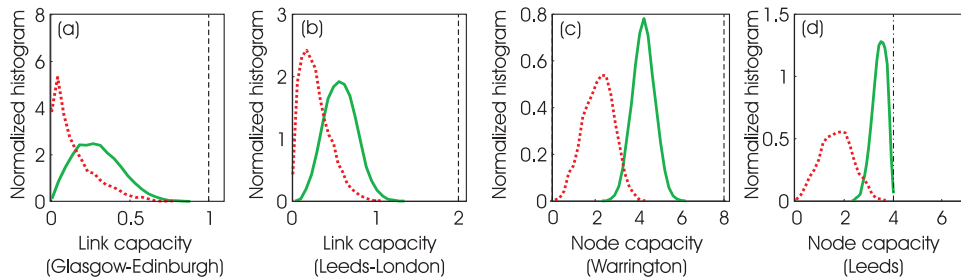 (a)
Normalized histogram
8
6
4
2
0
0 0.5 1
Link capacity
(Glasgow-Edinburgh)
(b)
Normalized histogram
3
2
1
0
0 1 2
Link capacity
(Leeds-London)
(c)
Normalized histogram
0.8
0.6
0.4
0.2
0
0 2 4 6 8
Node capacity
(Warrington)
(d)
Normalized histogram
1.5
1
0.5
0
0 2 4 6
Node capacity
(Leeds)